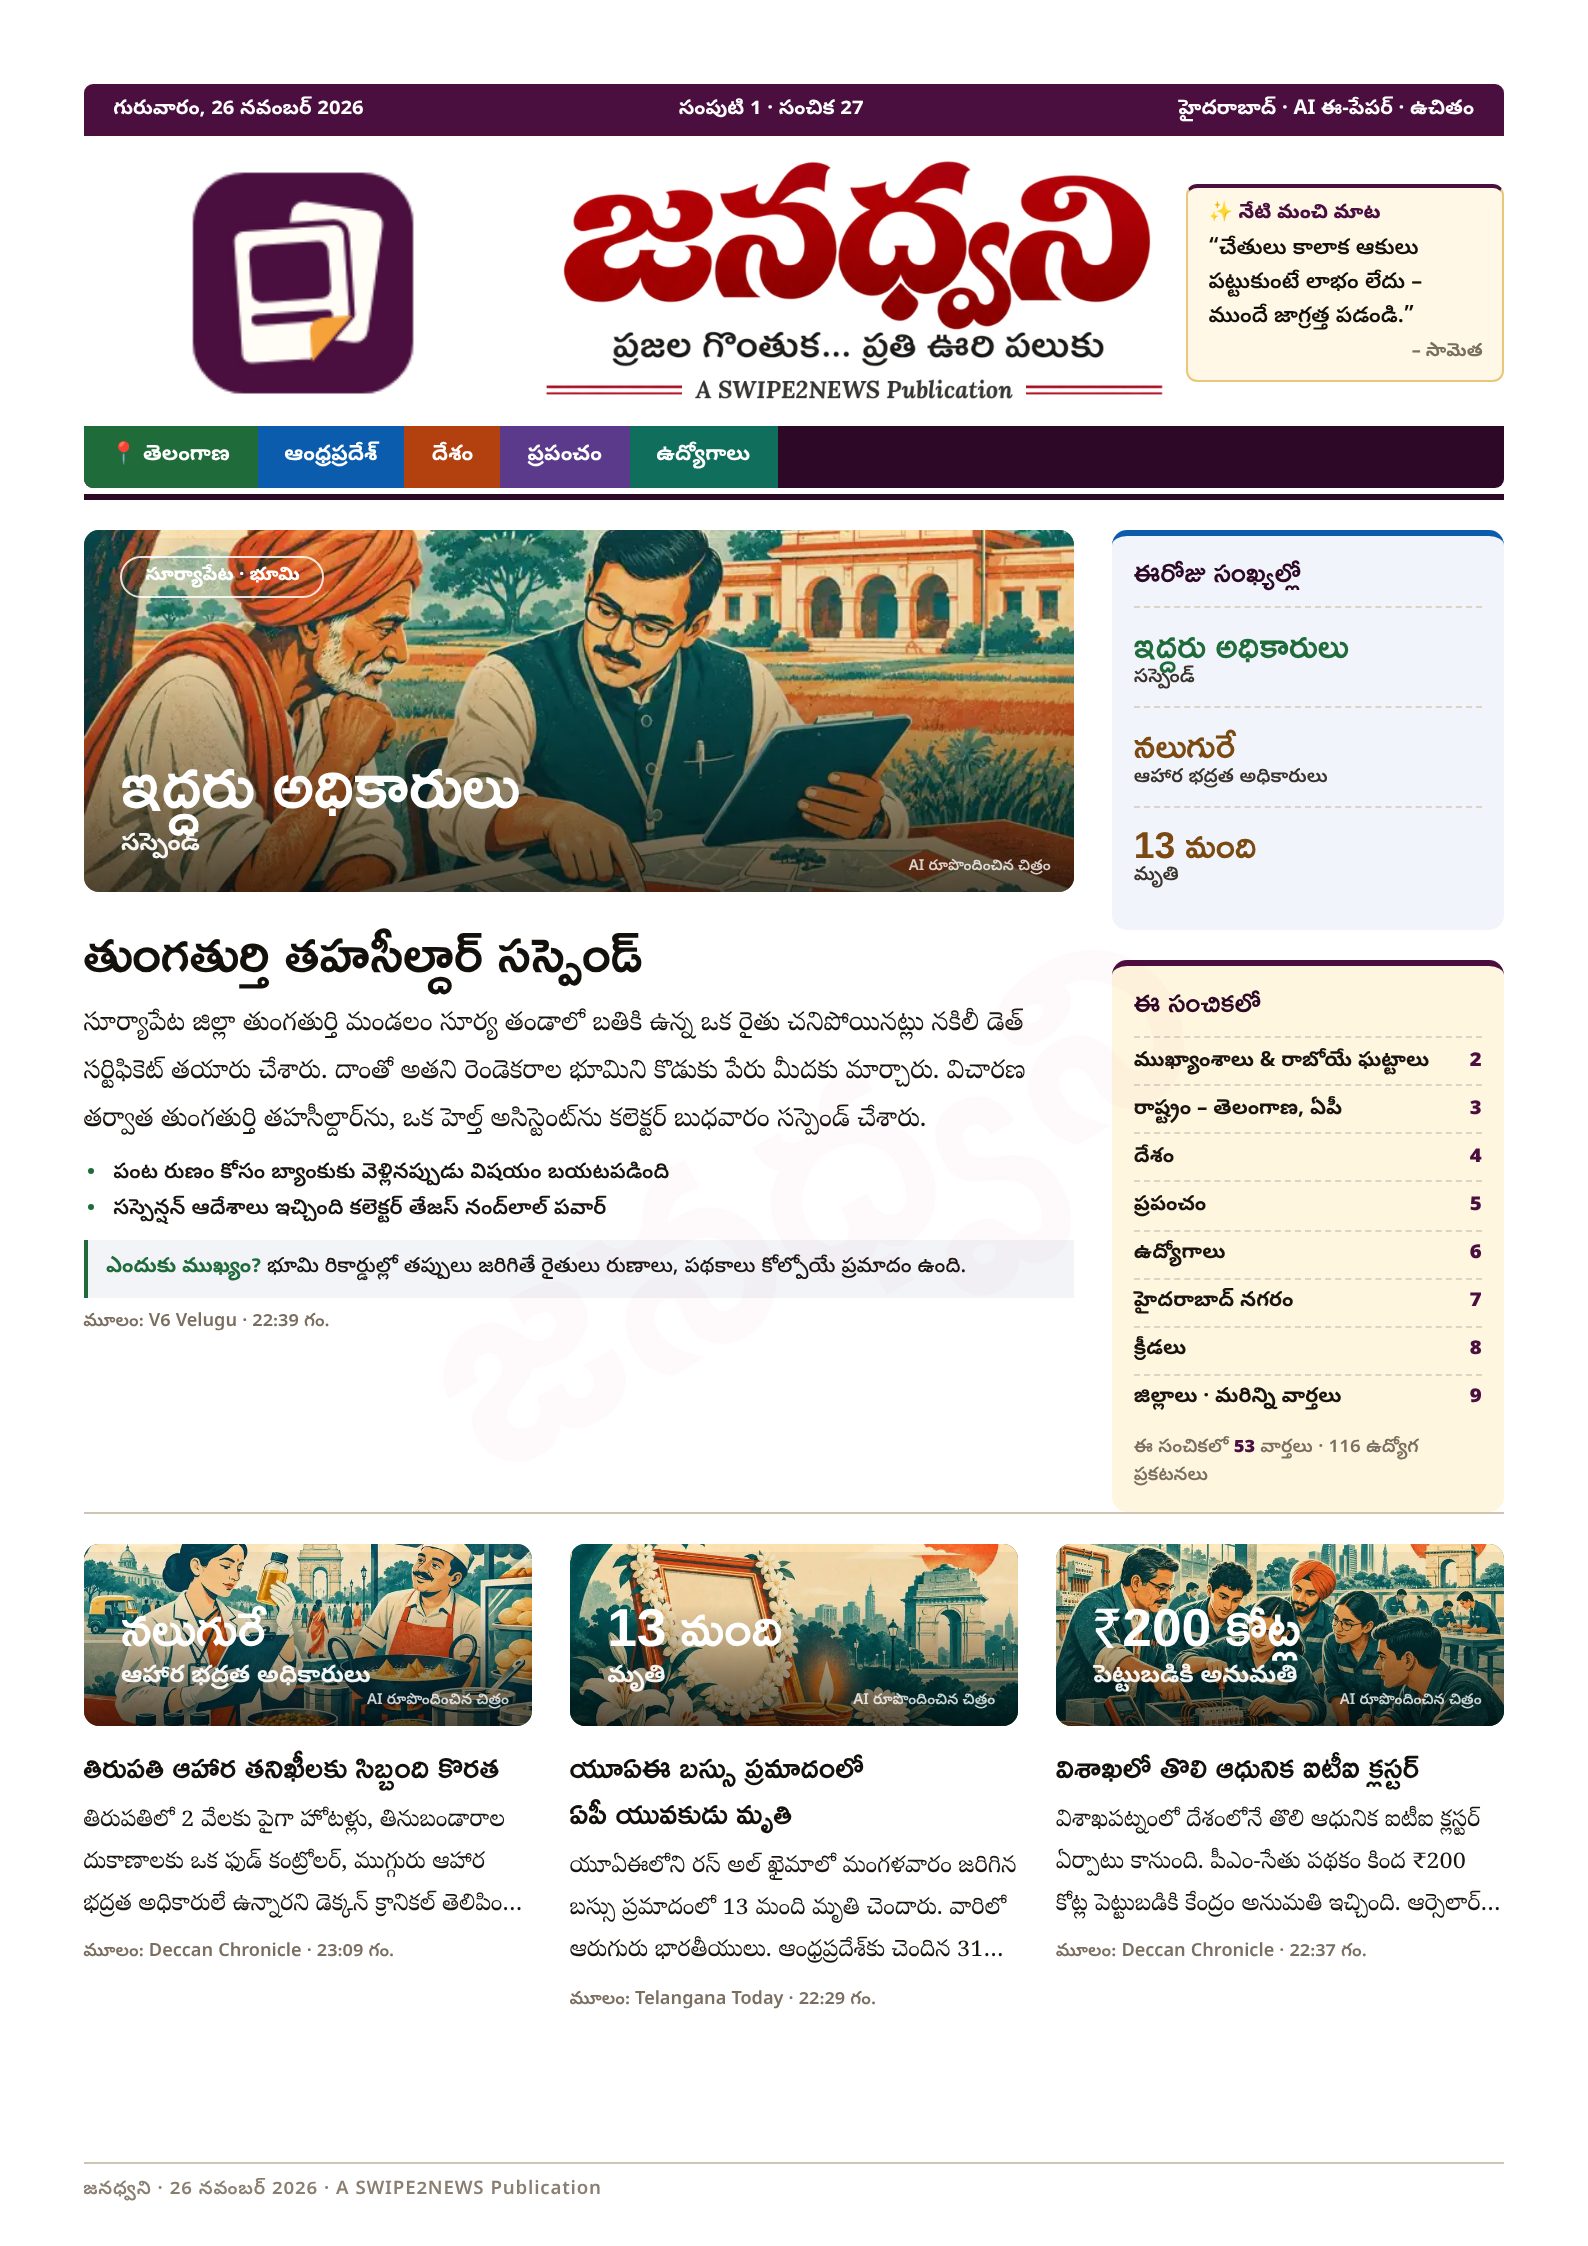 గురువారం, 26 నవంబర్ 2026
సంపుటి 1 · సంచిక 27
హైదరాబాద్ · AI ఈ-పేపర్ · ఉచితం
జనధ్వని
ప్రజల గొంతుక... ప్రతి ఊరి పలుకు
A SWIPE2NEWS Publication
✨ నేటి మంచి మాట
“చేతులు కాలాక ఆకులు
పట్టుకుంటే లాభం లేదు –
ముందే జాగ్రత్త పడండి.”
– సామెత
📍 తెలంగాణ
ఆంధ్రప్రదేశ్
దేశం
ప్రపంచం
ఉద్యోగాలు
సూర్యాపేట · భూమి
ఇద్దరు అధికారులు
సస్పెండ్
AI రూపొందించిన చిత్రం
తుంగతుర్తి తహసీల్దార్ సస్పెండ్
సూర్యాపేట జిల్లా తుంగతుర్తి మండలం సూర్య తండాలో బతికి ఉన్న ఒక రైతు చనిపోయినట్లు నకిలీ డెత్
సర్టిఫికెట్ తయారు చేశారు. దాంతో అతని రెండెకరాల భూమిని కొడుకు పేరు మీదకు మార్చారు. విచారణ
తర్వాత తుంగతుర్తి తహసీల్దార్‌ను, ఒక హెల్త్ అసిస్టెంట్‌ను కలెక్టర్ బుధవారం సస్పెండ్ చేశారు.
• పంట రుణం కోసం బ్యాంకుకు వెళ్లినప్పుడు విషయం బయటపడింది
• సస్పెన్షన్ ఆదేశాలు ఇచ్చింది కలెక్టర్ తేజస్ నంద్‌లాల్ పవార్
ఎందుకు ముఖ్యం? భూమి రికార్డుల్లో తప్పులు జరిగితే రైతులు రుణాలు, పథకాలు కోల్పోయే ప్రమాదం ఉంది.
మూలం: V6 Velugu · 22:39 గం.
ఈరోజు సంఖ్యల్లో
ఇద్దరు అధికారులు
సస్పెండ్
నలుగురే
ఆహార భద్రత అధికారులు
13 మంది
మృతి
ఈ సంచికలో
ముఖ్యాంశాలు & రాబోయే ఘట్టాలు 2
రాష్ట్రం – తెలంగాణ, ఏపీ 3
దేశం 4
ప్రపంచం 5
ఉద్యోగాలు 6
హైదరాబాద్ నగరం 7
క్రీడలు 8
జిల్లాలు · మరిన్ని వార్తలు 9
ఈ సంచికలో 53 వార్తలు · 116 ఉద్యోగ
ప్రకటనలు
నలుగురే
ఆహార భద్రత అధికారులు
AI రూపొందించిన చిత్రం
తిరుపతి ఆహార తనిఖీలకు సిబ్బంది కొరత
తిరుపతిలో 2 వేలకు పైగా హోటళ్లు, తినుబండారాల
దుకాణాలకు ఒక ఫుడ్ కంట్రోలర్, ముగ్గురు ఆహార
భద్రత అధికారులే ఉన్నారని డెక్కన్ క్రానికల్ తెలిపిం...
మూలం: Deccan Chronicle · 23:09 గం.
13 మంది
మృతి
AI రూపొందించిన చిత్రం
యూఏఈ బస్సు ప్రమాదంలో
ఏపీ యువకుడు మృతి
యూఏఈలోని రస్ అల్ ఖైమాలో మంగళవారం జరిగిన
బస్సు ప్రమాదంలో 13 మంది మృతి చెందారు. వారిలో
ఆరుగురు భారతీయులు. ఆంధ్రప్రదేశ్‌కు చెందిన 31...
మూలం: Telangana Today · 22:29 గం.
₹200 కోట్ల
పెట్టుబడికి అనుమతి
AI రూపొందించిన చిత్రం
విశాఖలో తొలి ఆధునిక ఐటీఐ క్లస్టర్
విశాఖపట్నంలో దేశంలోనే తొలి ఆధునిక ఐటీఐ క్లస్టర్
ఏర్పాటు కానుంది. పీఎం-సేతు పథకం కింద ₹200
కోట్ల పెట్టుబడికి కేంద్రం అనుమతి ఇచ్చింది. ఆర్సెలార్...
మూలం: Deccan Chronicle · 22:37 గం.
జనధ్వని · 26 నవంబర్ 2026 · A SWIPE2NEWS Publication